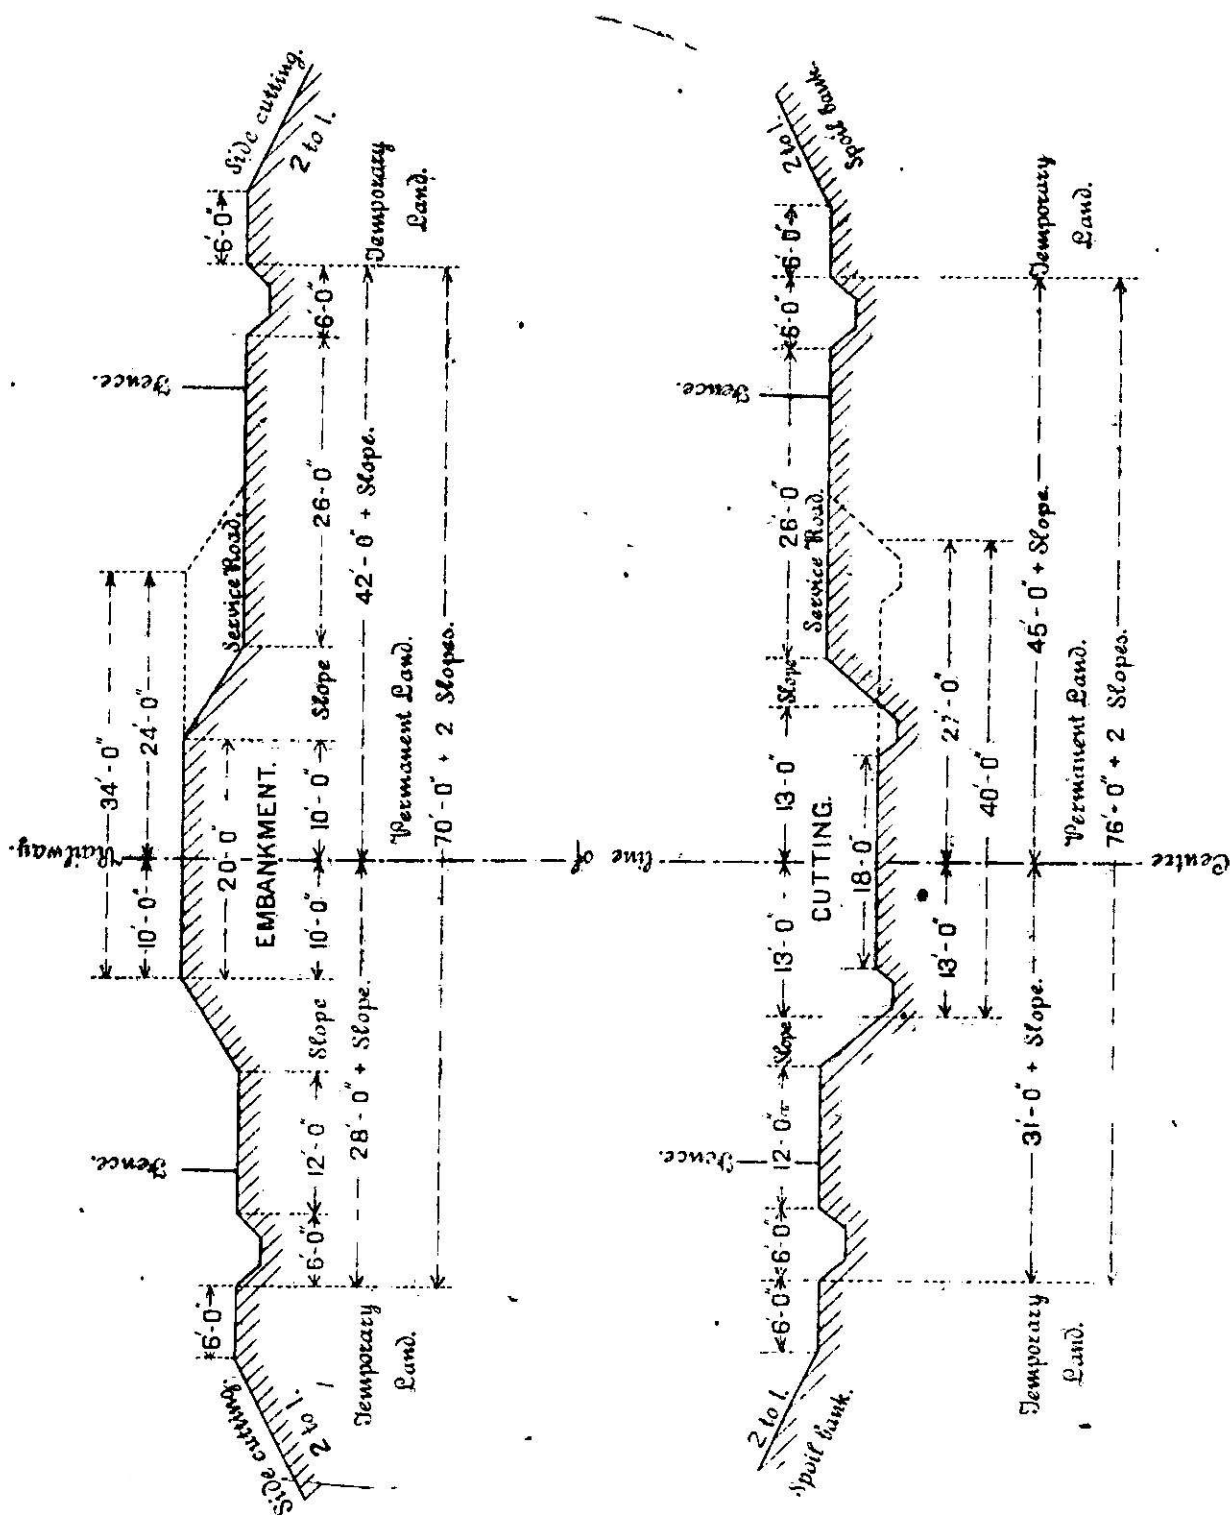 Side cutting.
2 to 1.
6'-0"
Temporary
Land.
6'-0"
Fence.
26'-0"
Service Road.
42'-0" + Slope.
34'-0"
24'-0"
Slope
10'-0"
20'-0"
10'-0"
10'-0"
EMBANKMENT.
Permanent Land.
70'-0" + 2 Slopes.
Slope
28'-0" + Slope.
12'-0"
Fence.
6'-0"
6'-0"
Temporary
Land.
2 to 1.
Side cutting.
Centre line of Railway.
Spoil bank.
2 to 1.
6'-0"
6'-0"
Temporary
Land.
Fence.
26'-0"
Service Road.
45'-0" + Slope.
Slope
27'-0"
40'-0"
13'-0"
18'-0"
13'-0"
13'-0"
CUTTING.
Permanent Land.
76'-0" + 2 Slopes.
Slope
31'-0" + Slope.
12'-0"
Fence.
6'-0"
6'-0"
Temporary
Land.
2 to 1.
Spoil bank.